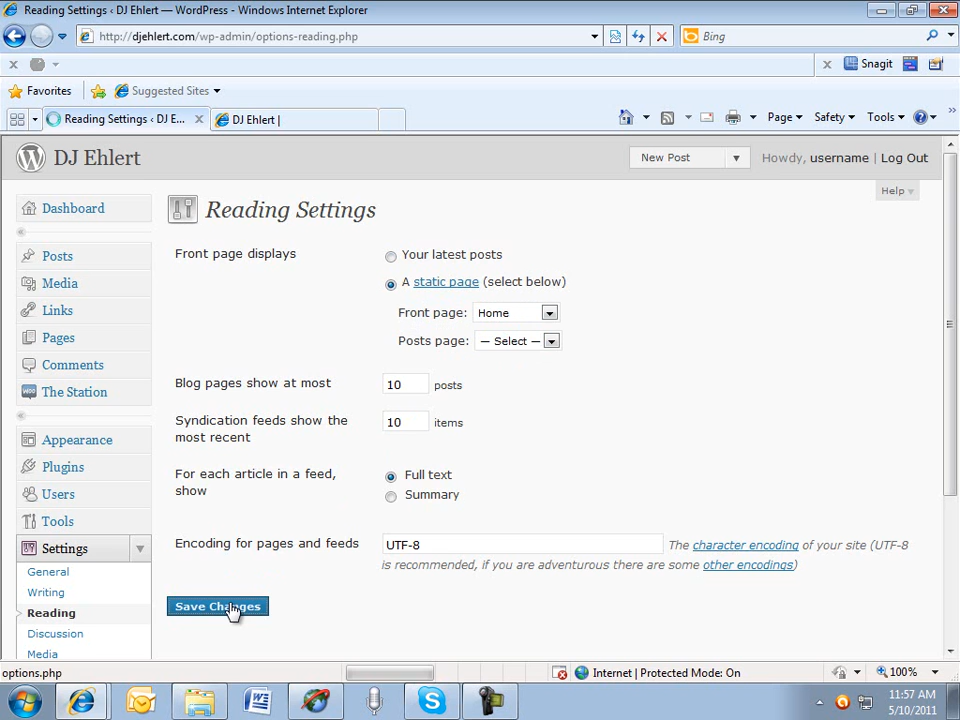 Reading Settings ‹ DJ Ehlert — WordPress - Windows Internet Explorer
http://djehlert.com/wp-admin/options-reading.php
Bing
Snagit
Favorites
Suggested Sites
Reading Settings ‹ DJ E...
DJ Ehlert |
Page
Safety
Tools
DJ Ehlert
New Post
Howdy, username | Log Out
Help
Dashboard
Reading Settings
Posts
Media
Links
Pages
Comments
The Station
Appearance
Plugins
Users
Tools
Settings
General
Writing
Reading
Discussion
Media
Front page displays
Your latest posts
A static page (select below)
Front page: Home
Posts page: — Select —
Blog pages show at most
10 posts
Syndication feeds show the
most recent
10 items
For each article in a feed,
show
Full text
Summary
Encoding for pages and feeds
UTF-8
The character encoding of your site (UTF-8
is recommended, if you are adventurous there are some other encodings)
Save Changes
options.php
Internet | Protected Mode: On
100%
11:57 AM
5/10/2011